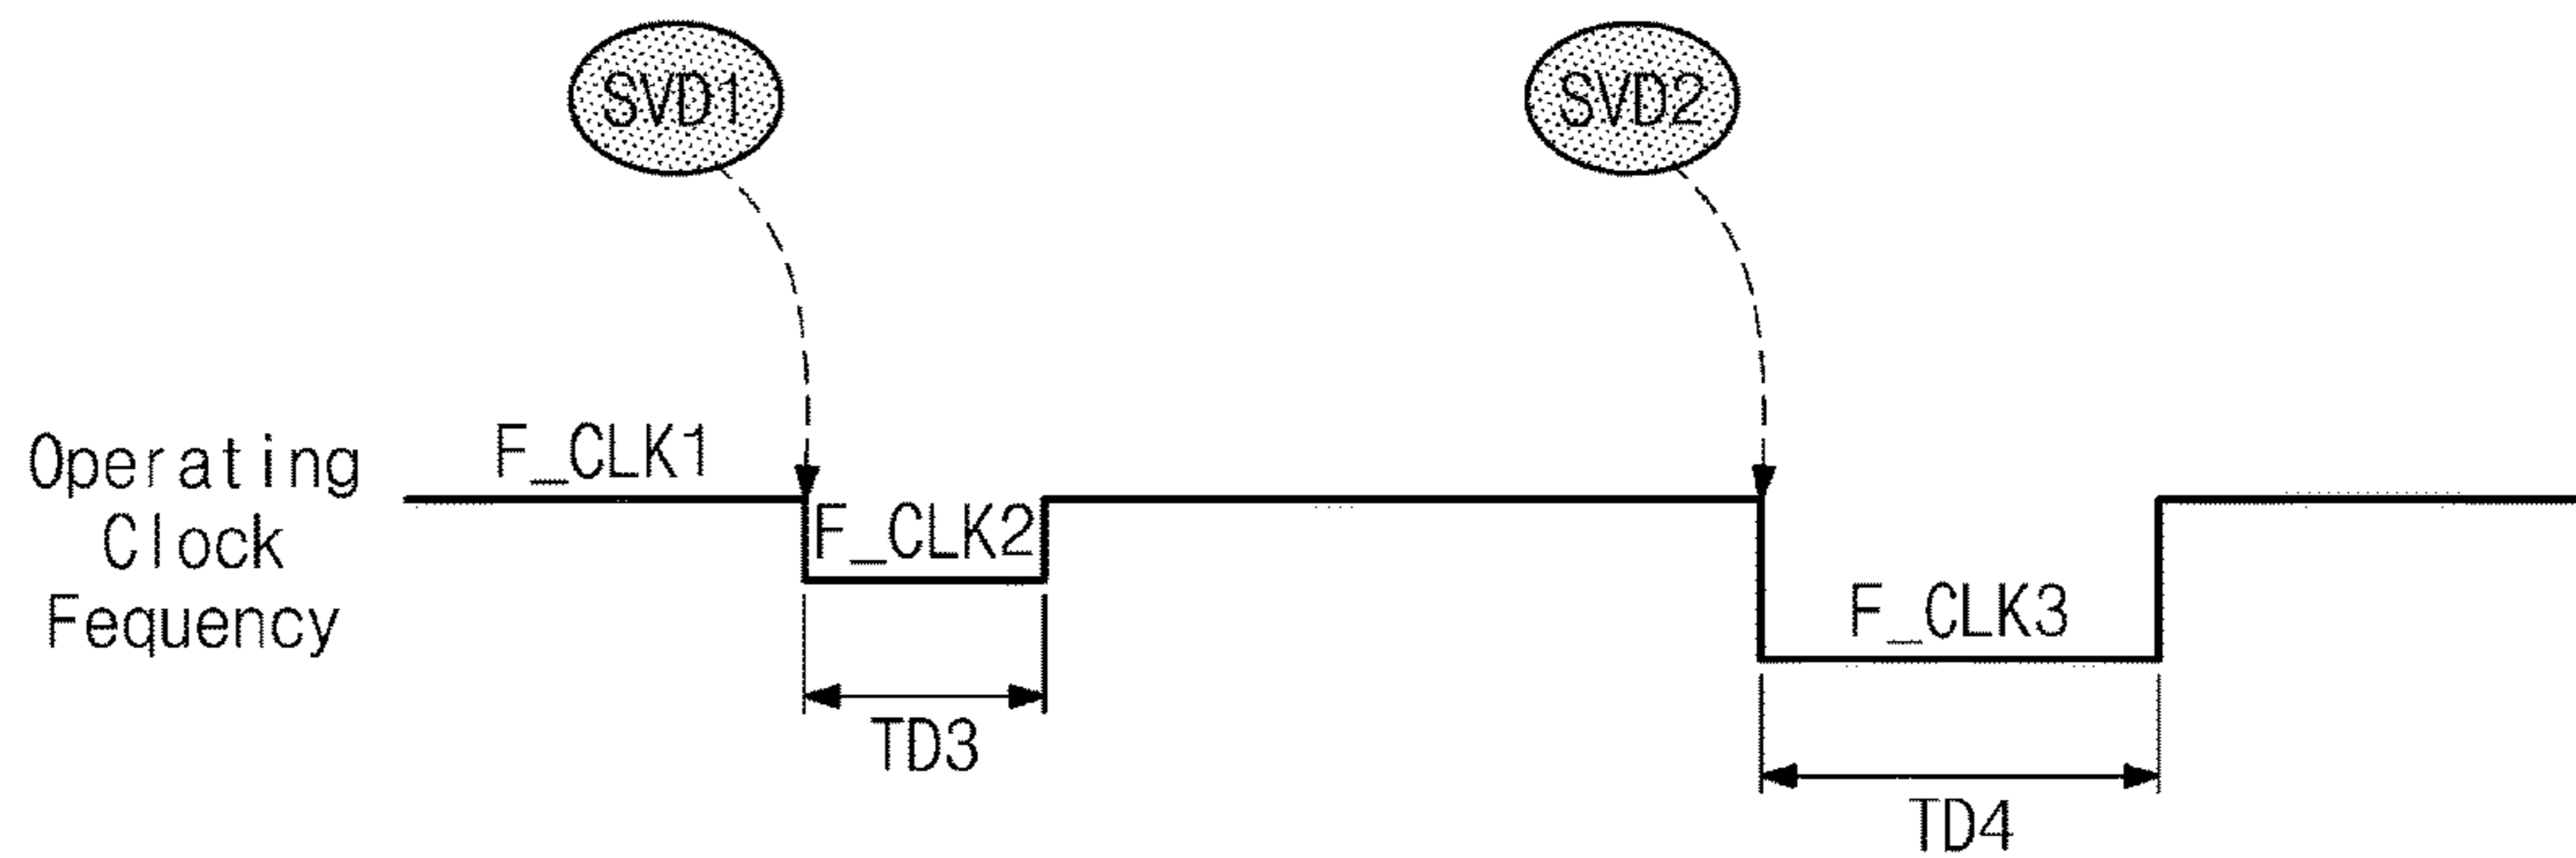 SVD1
SVD2
F_CLK1
Operating
Clock
Fequency
F_CLK2
F_CLK3
TD3
TD4